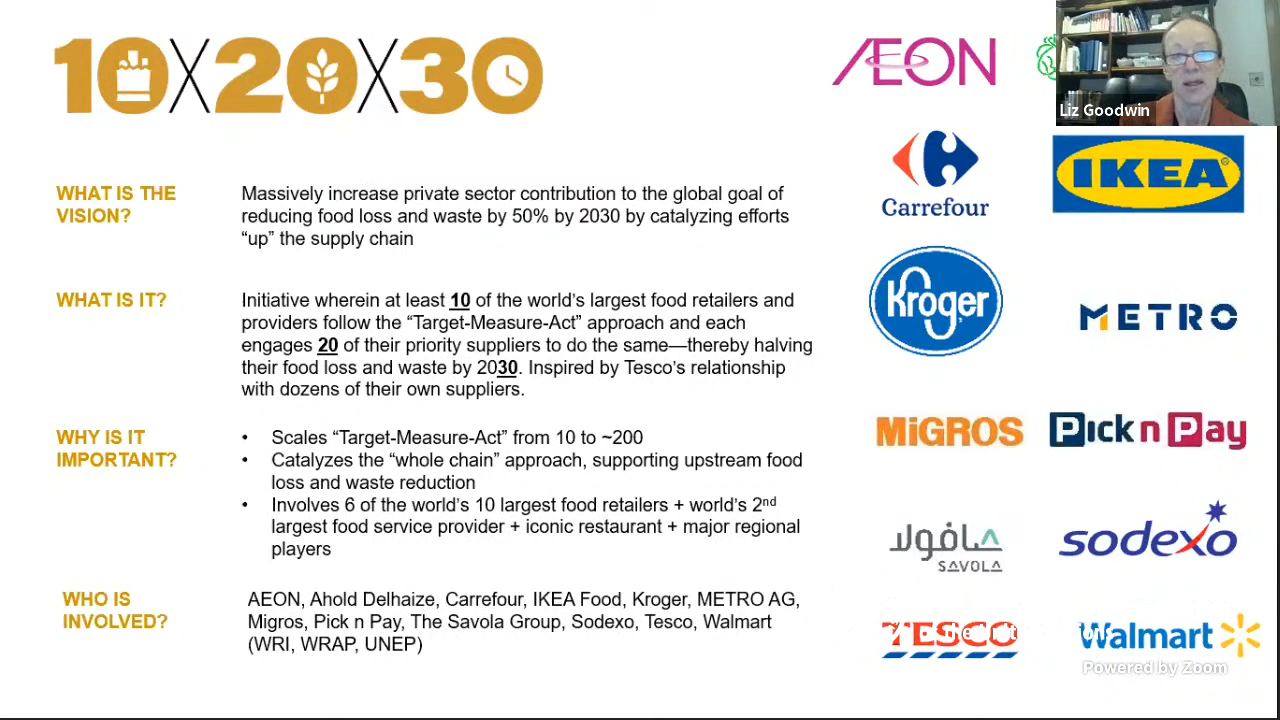 10X20X30
AEON
Liz Goodwin
Carrefour
IKEA
Kroger
METRO
MiGROS
Pick n Pay
صافولا
SAVOLA
sodexo
TESCO
Walmart
Powered by Zoom
WHAT IS THE
VISION?
Massively increase private sector contribution to the global goal of
reducing food loss and waste by 50% by 2030 by catalyzing efforts
“up” the supply chain
WHAT IS IT?
Initiative wherein at least 10 of the world’s largest food retailers and
providers follow the “Target-Measure-Act” approach and each
engages 20 of their priority suppliers to do the same—thereby halving
their food loss and waste by 2030. Inspired by Tesco’s relationship
with dozens of their own suppliers.
WHY IS IT
IMPORTANT?
• Scales “Target-Measure-Act” from 10 to ~200
• Catalyzes the “whole chain” approach, supporting upstream food
loss and waste reduction
• Involves 6 of the world’s 10 largest food retailers + world’s 2nd
largest food service provider + iconic restaurant + major regional
players
WHO IS
INVOLVED?
AEON, Ahold Delhaize, Carrefour, IKEA Food, Kroger, METRO AG,
Migros, Pick n Pay, The Savola Group, Sodexo, Tesco, Walmart
(WRI, WRAP, UNEP)